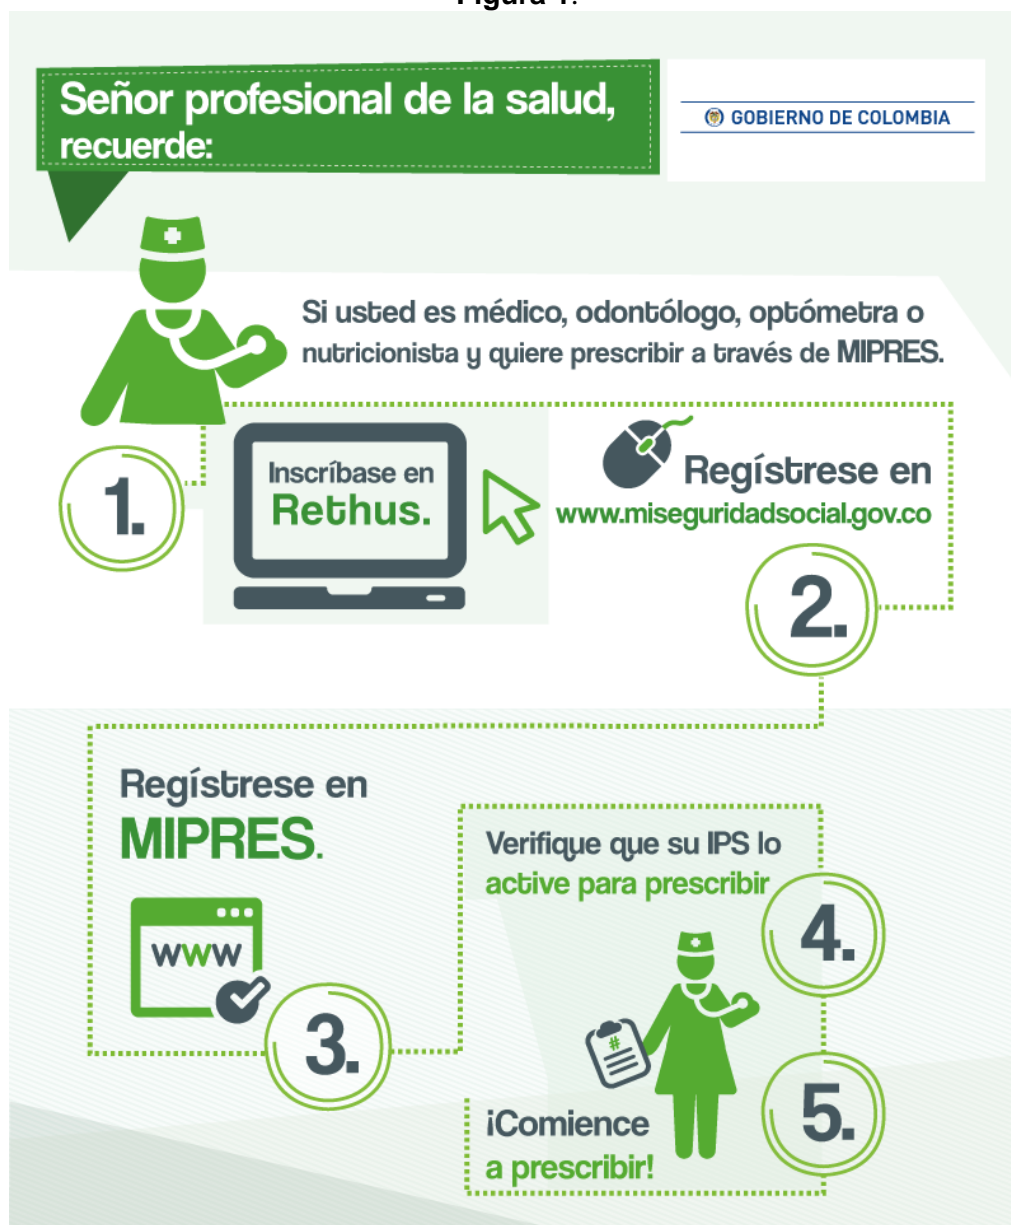 Figura 1.
Señor profesional de la salud,
recuerde:
GOBIERNO DE COLOMBIA
Si usted es médico, odontólogo, optómetra o
nutricionista y quiere prescribir a través de MIPRES.
1.
Inscríbase en
Rethus.
Regístrese en
www.miseguridadsocial.gov.co
2.
Regístrese en
MIPRES.
www
3.
Verifique que su IPS lo
active para prescribir
4.
#
¡Comience
a prescribir!
5.